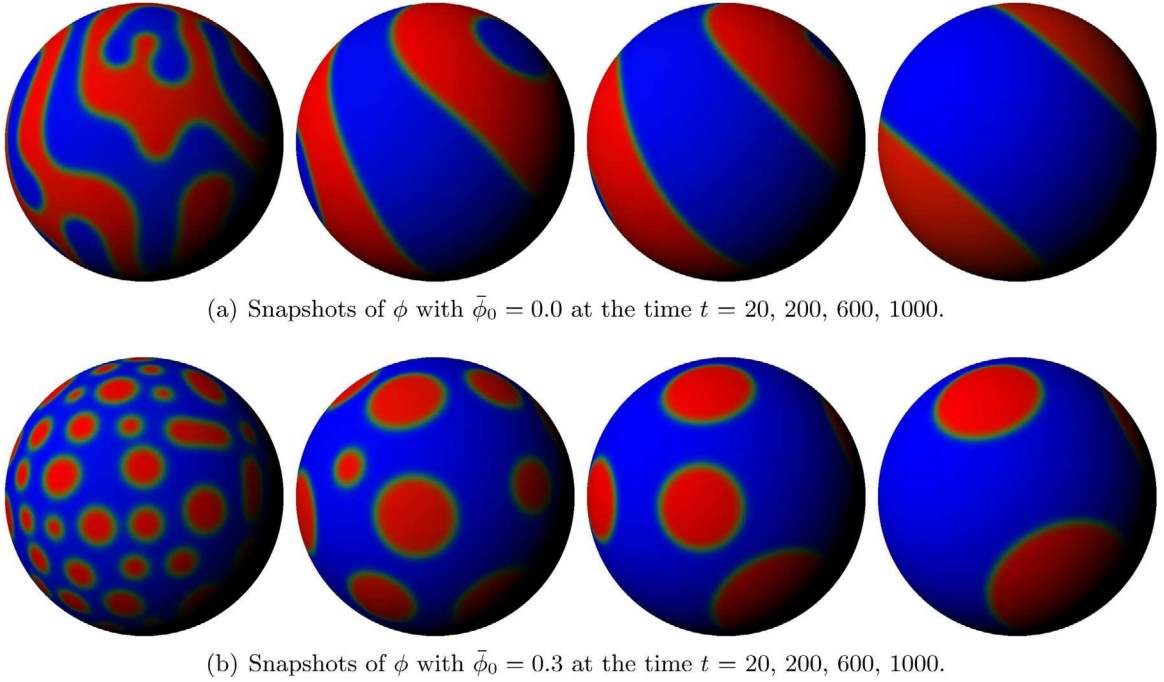 (a) Snapshots of ϕ with ϕ̄₀ = 0.0 at the time t = 20, 200, 600, 1000.
(b) Snapshots of ϕ with ϕ̄₀ = 0.3 at the time t = 20, 200, 600, 1000.